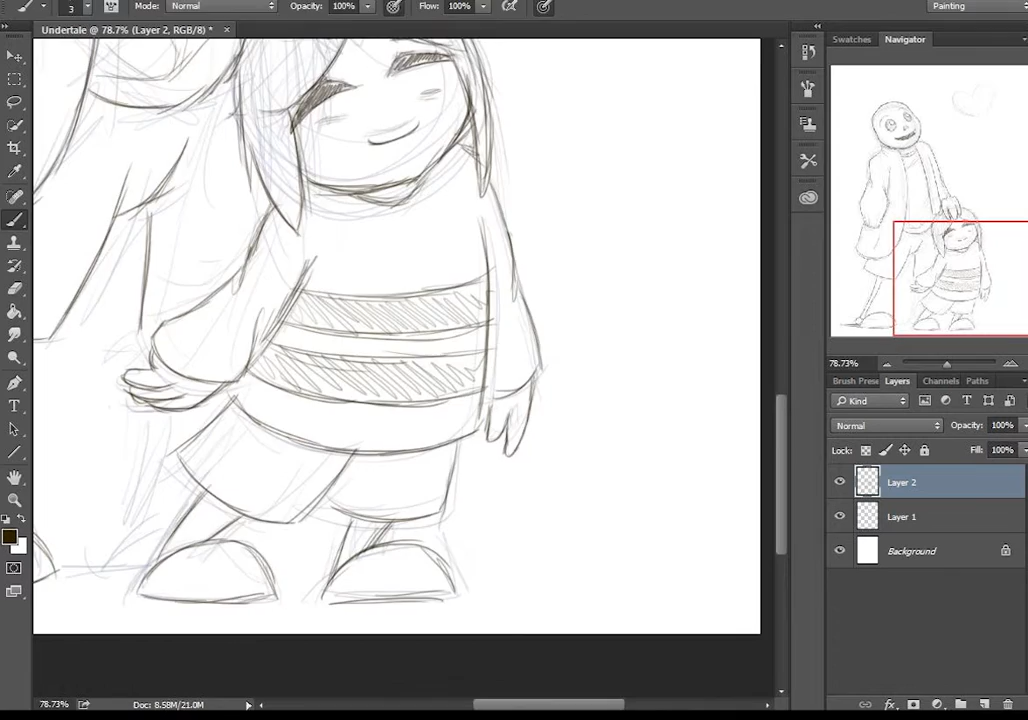 Mode: Normal Opacity: 100% Flow: 100% Painting
Undertale @ 78.7% (Layer 2, RGB/8) * ×
3
Swatches Navigator
78.73%
Brush Prese Layers Channels Paths
Kind
Normal Opacity: 100%
Lock: Fill: 100%
Layer 2
Layer 1
Background
T
78.73% Doc: 8.58M/21.0M
fx